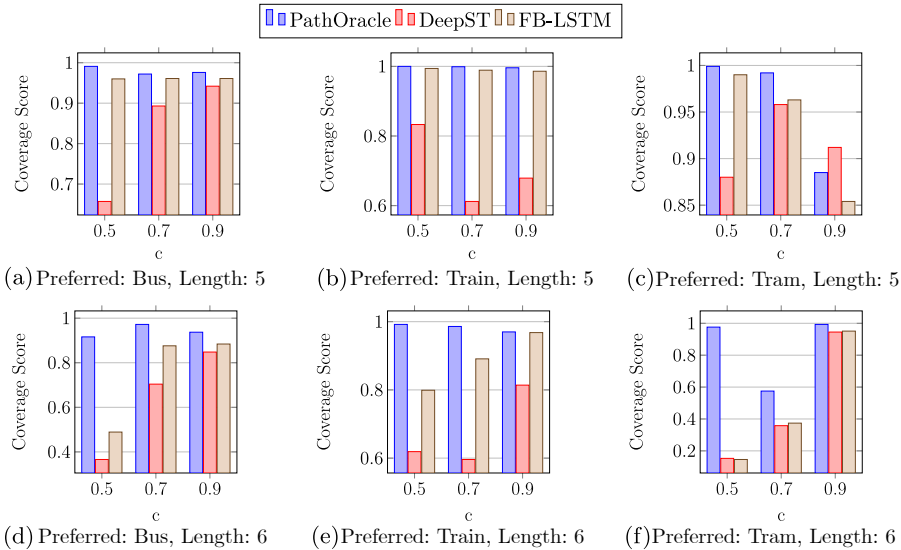 PathOracle DeepST FB-LSTM
Coverage Score
1
0.9
0.8
0.7
0.5 0.7 0.9
c
(a) Preferred: Bus, Length: 5
Coverage Score
1
0.8
0.6
0.5 0.7 0.9
c
(b) Preferred: Train, Length: 5
Coverage Score
1
0.95
0.9
0.85
0.5 0.7 0.9
c
(c) Preferred: Tram, Length: 5
Coverage Score
1
0.8
0.6
0.4
0.5 0.7 0.9
c
(d) Preferred: Bus, Length: 6
Coverage Score
1
0.8
0.6
0.5 0.7 0.9
c
(e) Preferred: Train, Length: 6
Coverage Score
1
0.8
0.6
0.4
0.2
0.5 0.7 0.9
c
(f) Preferred: Tram, Length: 6